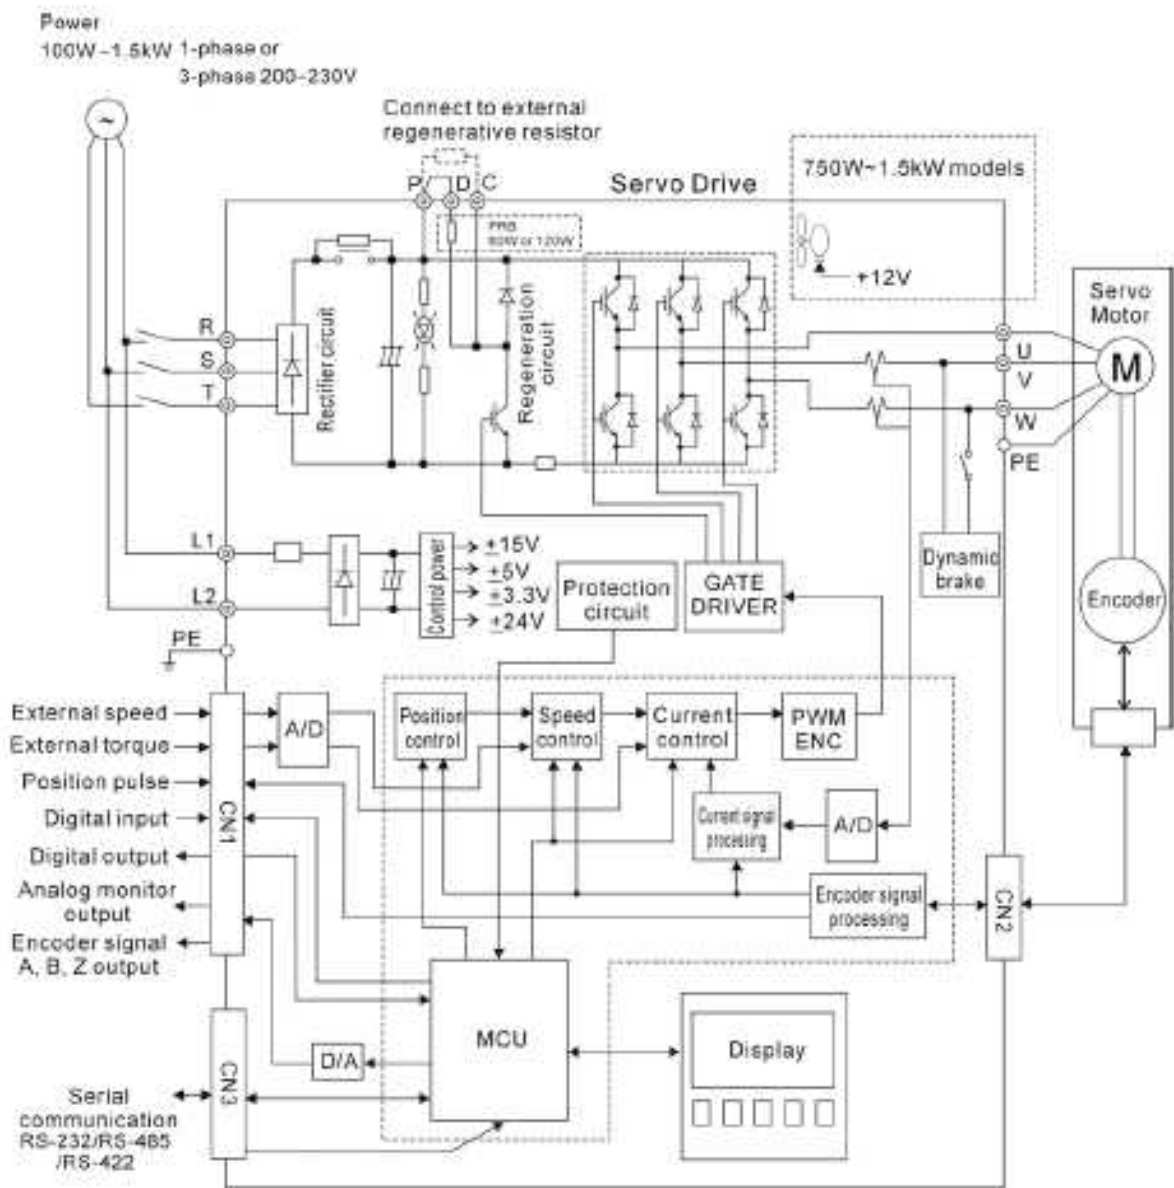 Power
100W~1.5kW 1-phase or
3-phase 200~230V
Connect to external
regenerative resistor
P D C
Servo Drive
750W~1.5kW models
+12V
PRB
60W or 120W
Servo
Motor
R
S
T
Rectifier circuit
Regeneration
circuit
U
V
W
PE
M
L1
L2
PE
Control power
±15V
±5V
±3.3V
±24V
Protection
circuit
GATE
DRIVER
Dynamic
brake
Encoder
External speed
External torque
Position pulse
Digital input
Digital output
Analog monitor
output
Encoder signal
A, B, Z output
CN1
A/D
Position
control
Speed
control
Current
control
PWM
ENC
Current signal
processing
A/D
Encoder signal
processing
CN2
MCU
D/A
Display
CN3
Serial
communication
RS-232/RS-485
/RS-422